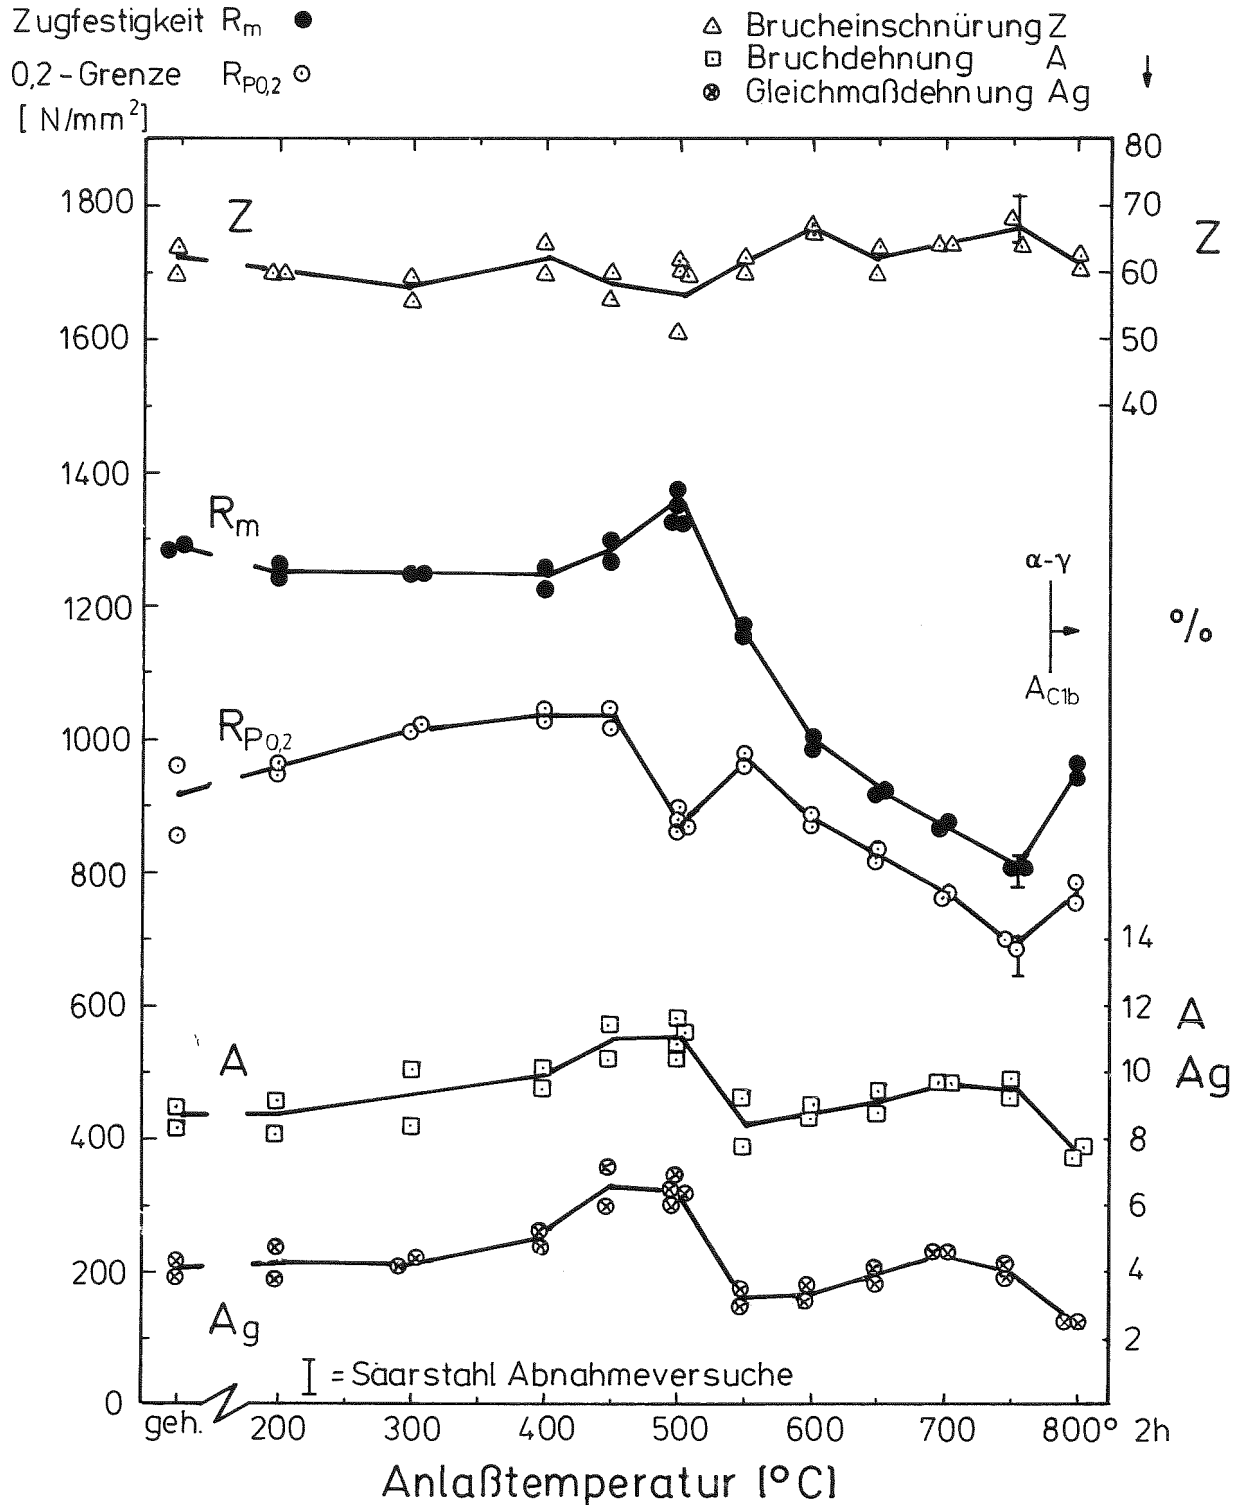 Zugfestigkeit Rm ●
0,2-Grenze RP0,2 ⊙
[N/mm²]
△ Brucheinschnürung Z
□ Bruchdehnung A ↓
⊗ Gleichmaßdehnung Ag
1800
1600
1400
1200
1000
800
600
400
200
0
80
70
60
50
40
14
12
10
8
6
4
2
Z
Z
Rm
α-γ
%
AC1b
RP0,2
A
A
Ag
Ag
I = Saarstahl Abnahmeversuche
geh. 200 300 400 500 600 700 800° 2h
Anlaßtemperatur [°C]